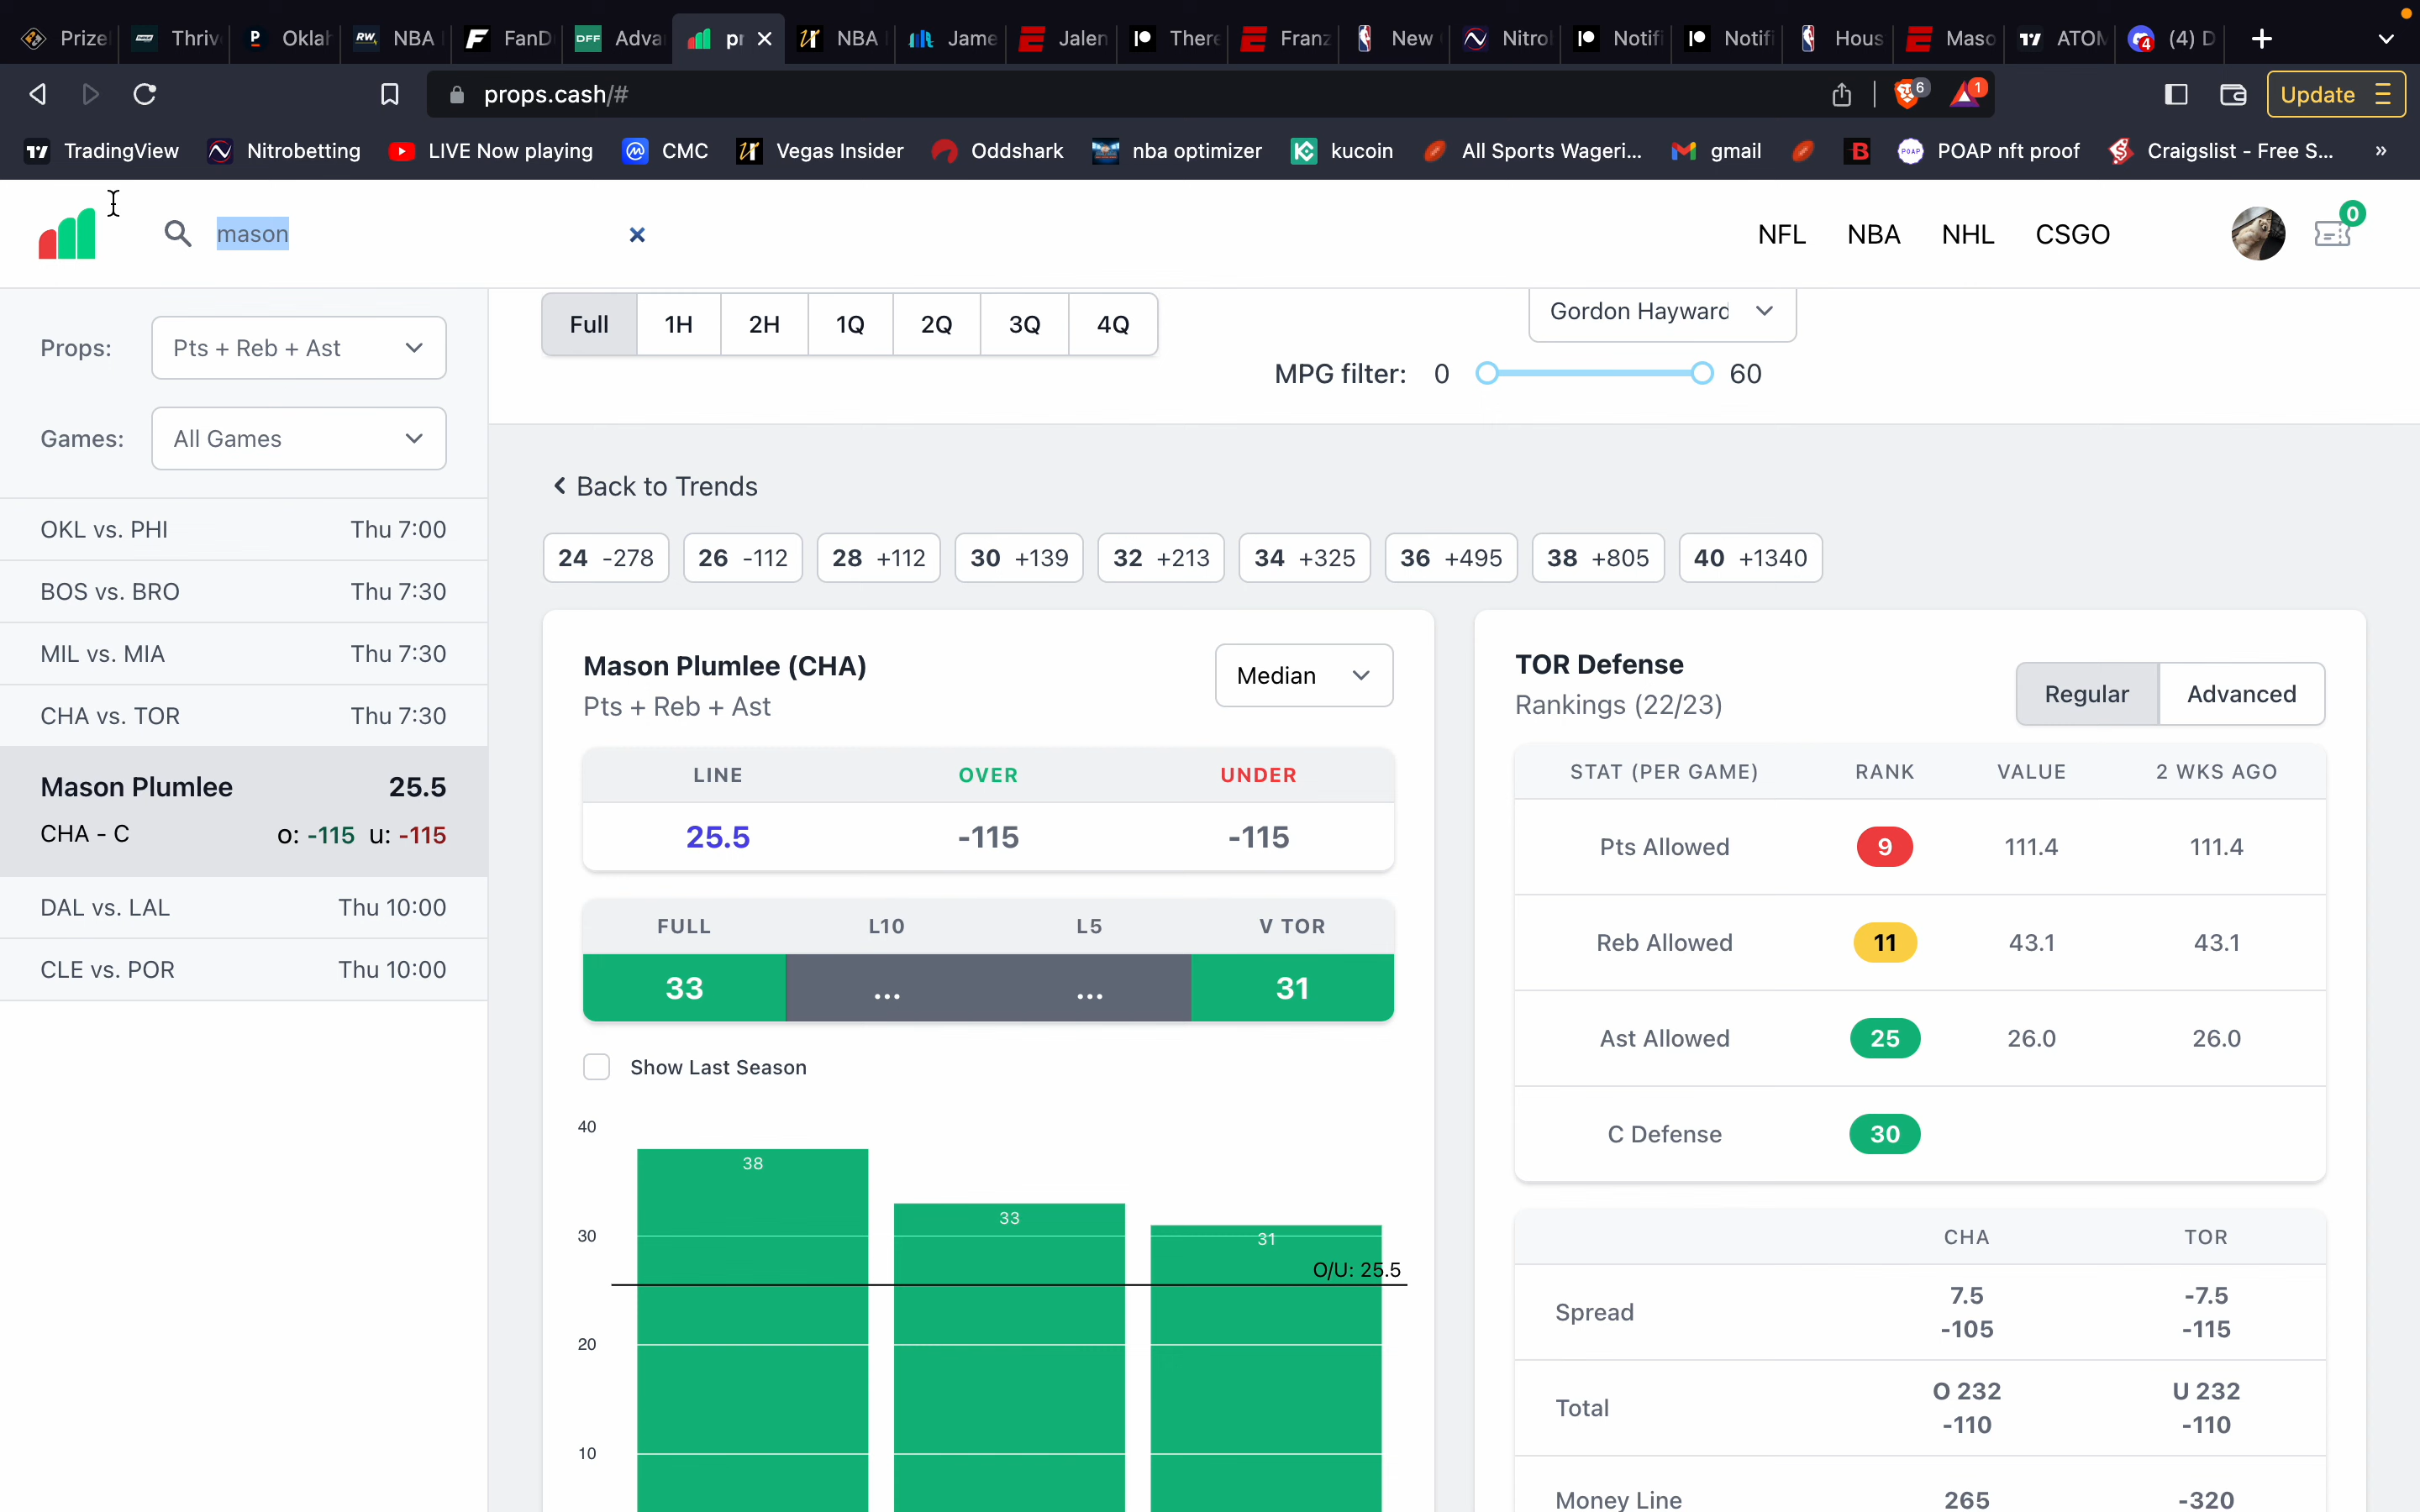 Prize Thriv Oklah NBA FanD Adva pr NBA Jame Jalen There Franz New Nitrol Notifi Notifi Hous Maso ATOM (4) D
props.cash/# 6 1 Update
TradingView Nitrobetting LIVE Now playing CMC Vegas Insider Oddshark nba optimizer kucoin All Sports Wageri... gmail POAP nft proof Craigslist - Free S... »
mason NFL NBA NHL CSGO 0
Props: Pts + Reb + Ast
Games: All Games
OKL vs. PHI Thu 7:00
BOS vs. BRO Thu 7:30
MIL vs. MIA Thu 7:30
CHA vs. TOR Thu 7:30
Mason Plumlee 25.5
CHA - C o: -115 u: -115
DAL vs. LAL Thu 10:00
CLE vs. POR Thu 10:00
Full 1H 2H 1Q 2Q 3Q 4Q
Gordon Hayward
MPG filter: 0 60
Back to Trends
24 -278 26 -112 28 +112 30 +139 32 +213 34 +325 36 +495 38 +805 40 +1340
Mason Plumlee (CHA)
Pts + Reb + Ast
Median
LINE OVER UNDER
25.5 -115 -115
FULL L10 L5 V TOR
33 ... ... 31
Show Last Season
40
38
33
30
31
O/U: 25.5
20
10
TOR Defense
Rankings (22/23)
Regular Advanced
STAT (PER GAME) RANK VALUE 2 WKS AGO
Pts Allowed 9 111.4 111.4
Reb Allowed 11 43.1 43.1
Ast Allowed 25 26.0 26.0
C Defense 30
CHA TOR
Spread 7.5 -7.5
-105 -115
Total O 232 U 232
-110 -110
Money Line 265 -320